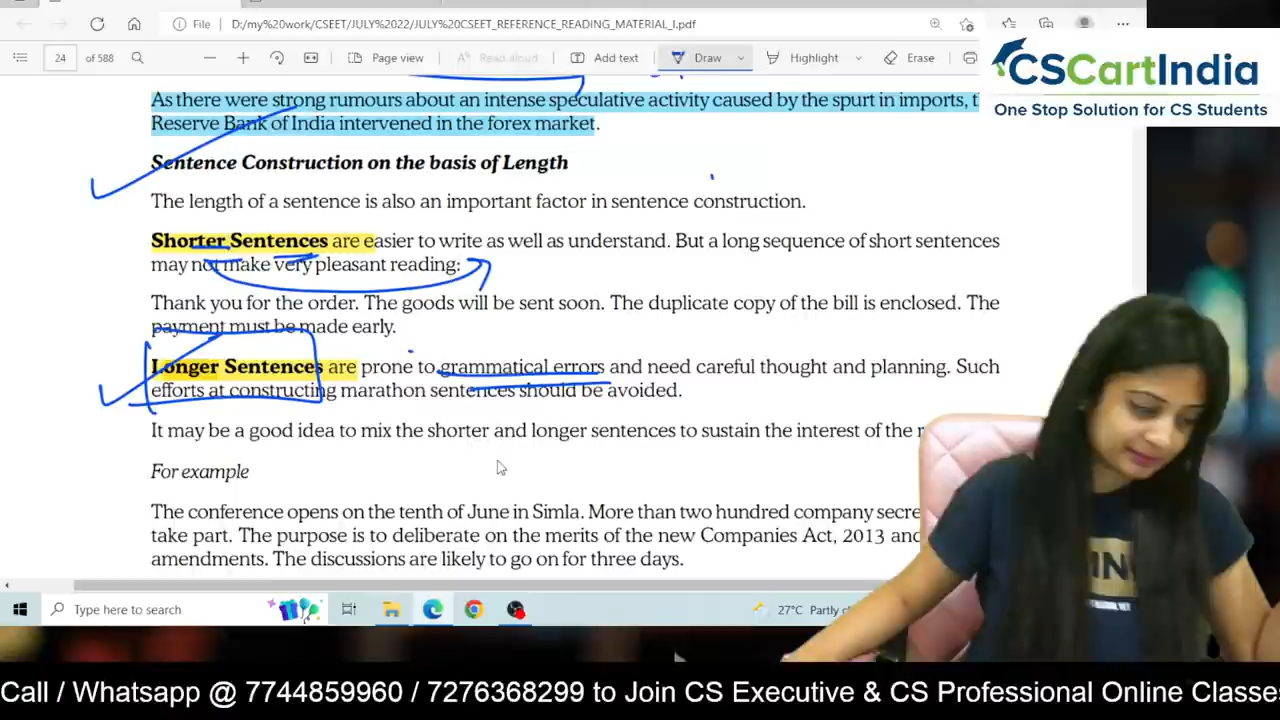 File
D:/my%20work/CSEET/JULY%2022/JULY%20CSEET_REFERENCE_READING_MATERIAL_I.pdf
24 of 588
Page view
Read aloud
Add text
Draw
Highlight
Erase
CSCartIndia
One Stop Solution for CS Students
As there were strong rumours about an intense speculative activity caused by the spurt in imports,
Reserve Bank of India intervened in the forex market.
Sentence Construction on the basis of Length
The length of a sentence is also an important factor in sentence construction.
Shorter Sentences are easier to write as well as understand. But a long sequence of short sentences
may not make very pleasant reading:
Thank you for the order. The goods will be sent soon. The duplicate copy of the bill is enclosed. The
payment must be made early.
Longer Sentences are prone to grammatical errors and need careful thought and planning. Such
efforts at constructing marathon sentences should be avoided.
It may be a good idea to mix the shorter and longer sentences to sustain the interest of the
For example
The conference opens on the tenth of June in Simla. More than two hundred company
take part. The purpose is to deliberate on the merits of the new Companies Act, 2013 and
amendments. The discussions are likely to go on for three days.
Type here to search
27°C Partly
Call / Whatsapp @ 7744859960 / 7276368299 to Join CS Executive & CS Professional Online Classes